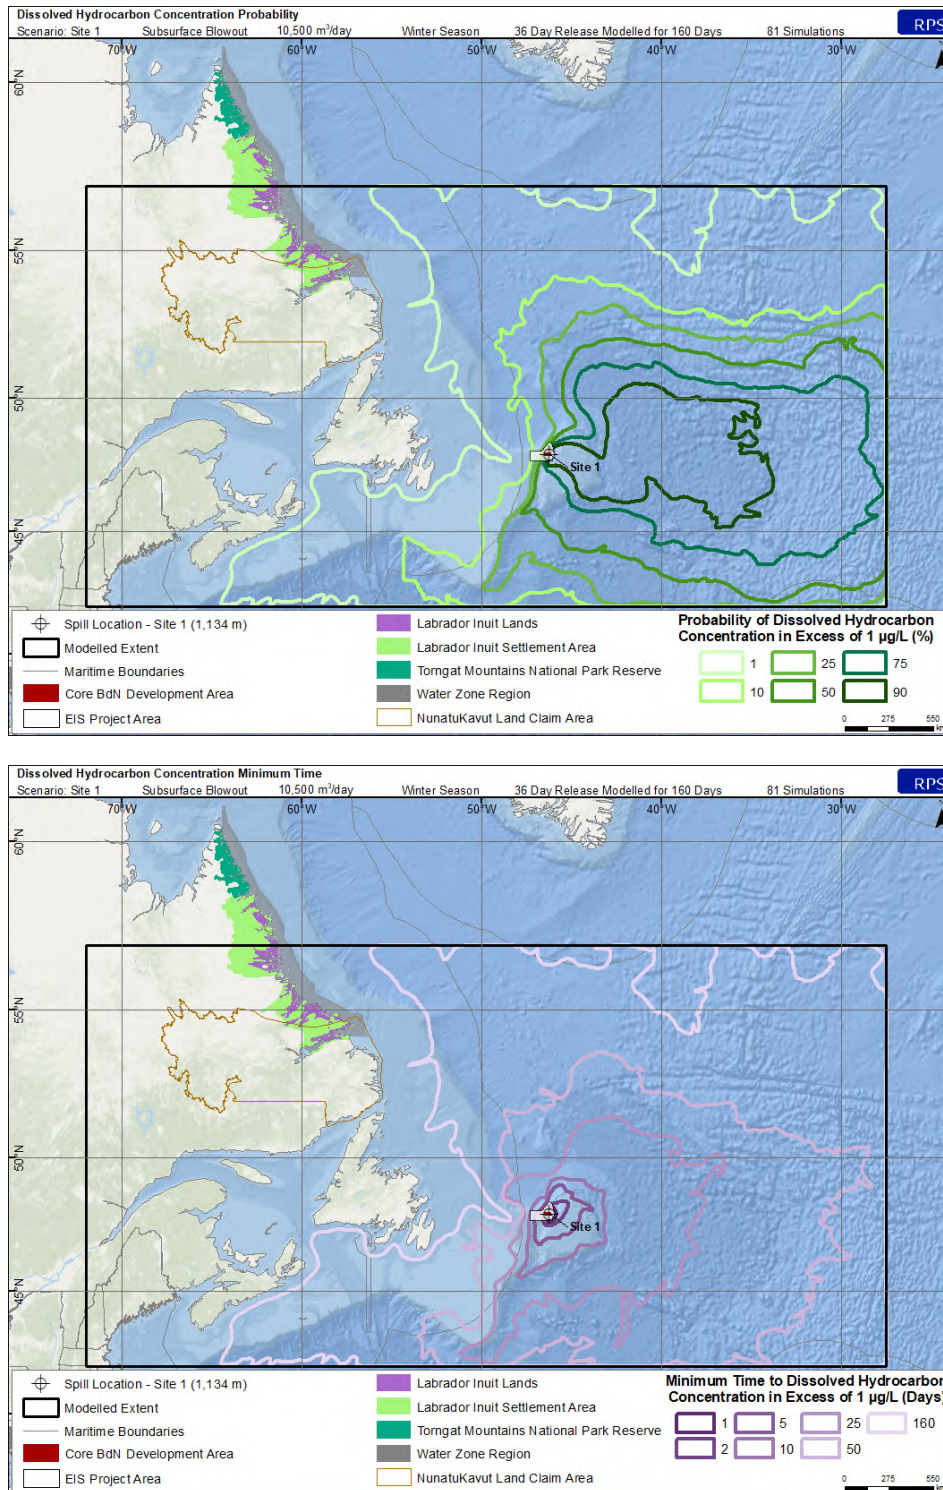 Dissolved Hydrocarbon Concentration Probability
Scenario: Site 1 Subsurface Blowout 10,500 m³/day Winter Season 36 Day Release Modelled for 160 Days 81 Simulations
RPS
70°W 60°W 50°W 40°W 30°W
60°N
55°N
50°N
45°N
Site 1
Spill Location - Site 1 (1,134 m)
Modelled Extent
Maritime Boundaries
Core BdN Development Area
EIS Project Area
Labrador Inuit Lands
Labrador Inuit Settlement Area
Torngat Mountains National Park Reserve
Water Zone Region
NunatuKavut Land Claim Area
Probability of Dissolved Hydrocarbon
Concentration in Excess of 1 µg/L (%)
1 25 75
10 50 90
0 275 550
km
Dissolved Hydrocarbon Concentration Minimum Time
Scenario: Site 1 Subsurface Blowout 10,500 m³/day Winter Season 36 Day Release Modelled for 160 Days 81 Simulations
RPS
70°W 60°W 50°W 40°W 30°W
60°N
55°N
50°N
45°N
Site 1
Spill Location - Site 1 (1,134 m)
Modelled Extent
Maritime Boundaries
Core BdN Development Area
EIS Project Area
Labrador Inuit Lands
Labrador Inuit Settlement Area
Torngat Mountains National Park Reserve
Water Zone Region
NunatuKavut Land Claim Area
Minimum Time to Dissolved Hydrocarbon
Concentration in Excess of 1 µg/L (Days)
1 5 25 160
2 10 50
0 275 550
km